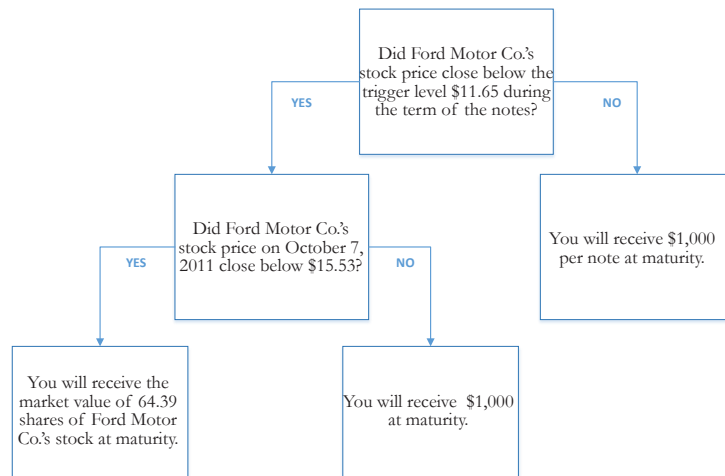 Did Ford Motor Co.'s
stock price close below the
trigger level $11.65 during
the term of the notes?
YES
NO
Did Ford Motor Co.'s
stock price on October 7,
2011 close below $15.53?
You will receive $1,000
per note at maturity.
YES
NO
You will receive the
market value of 64.39
shares of Ford Motor
Co.'s stock at maturity.
You will receive $1,000
at maturity.